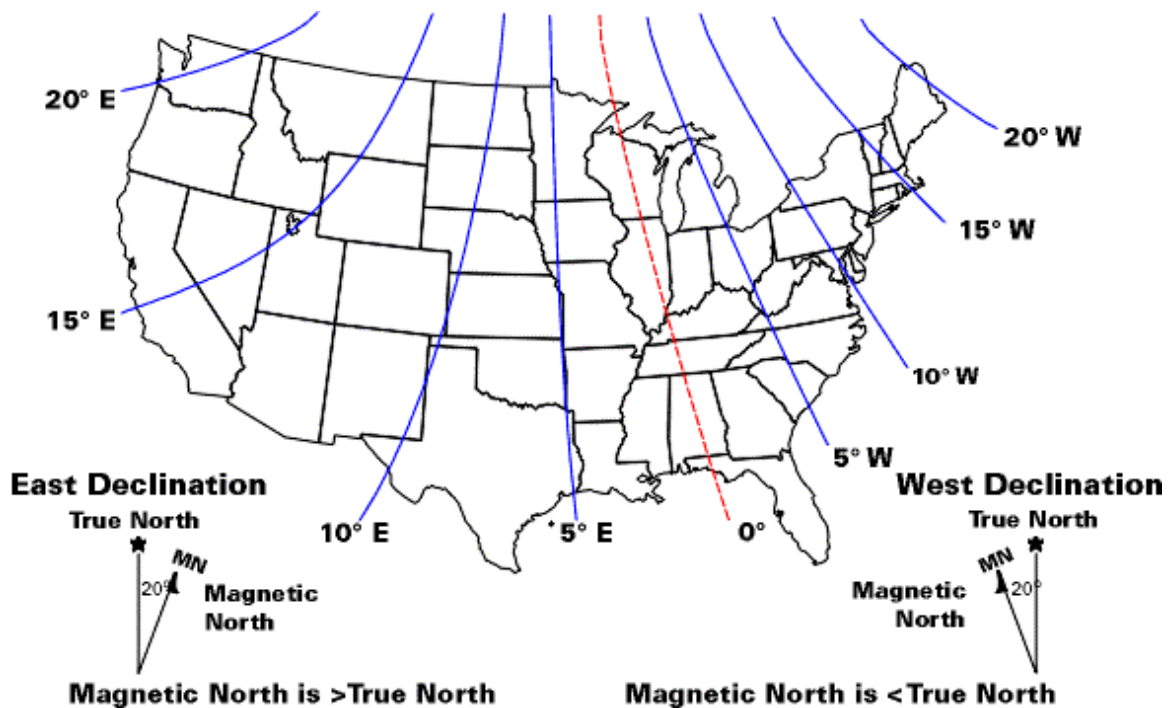 20° E
20° W
15° W
15° E
10° W
5° W
10° E
5° E
0°
East Declination
True North
MN
20°
Magnetic
North
Magnetic North is >True North
West Declination
True North
MN
20°
Magnetic
North
Magnetic North is <True North